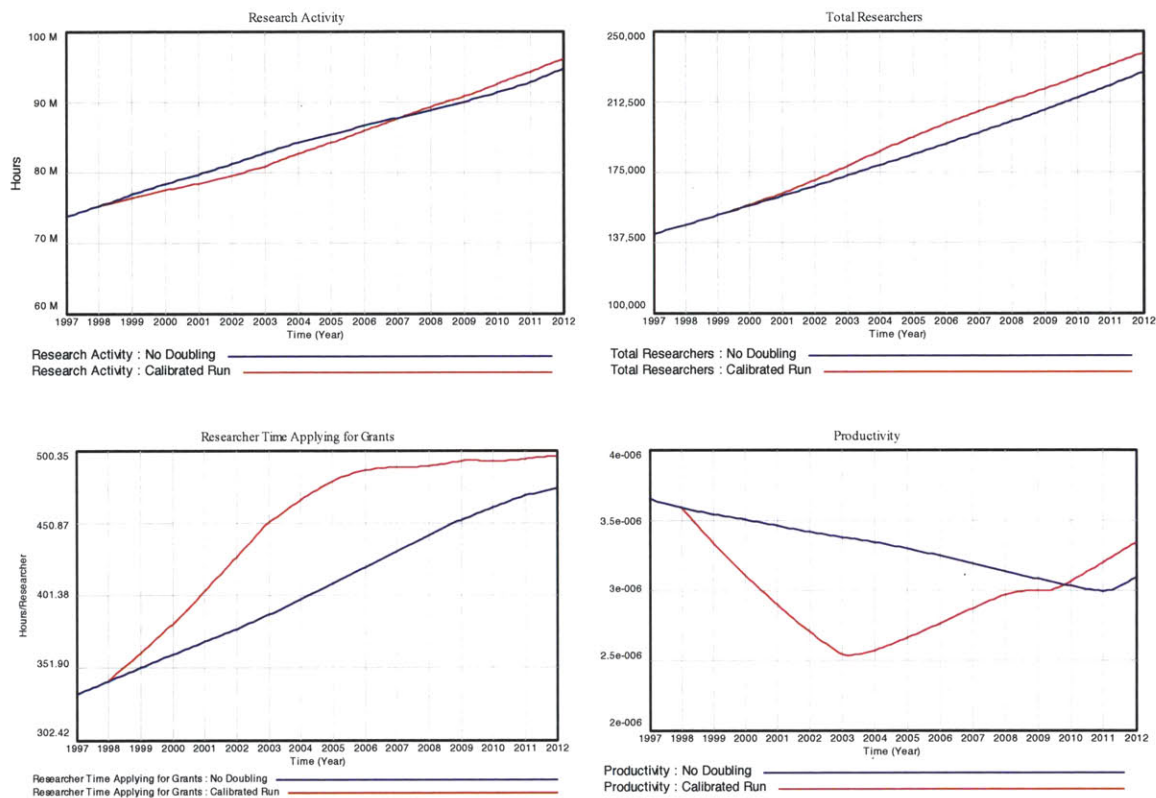 Research Activity
100 M
90 M
80 M
70 M
60 M
Hours
1997 1998 1999 2000 2001 2002 2003 2004 2005 2006 2007 2008 2009 2010 2011 2012
Time (Year)
Research Activity : No Doubling
Research Activity : Calibrated Run
Total Researchers
250,000
212,500
175,000
137,500
100,000
1997 1998 1999 2000 2001 2002 2003 2004 2005 2006 2007 2008 2009 2010 2011 2012
Time (Year)
Total Researchers : No Doubling
Total Researchers : Calibrated Run
Researcher Time Applying for Grants
500.35
450.87
401.38
351.90
302.42
Hours/Researcher
1997 1998 1999 2000 2001 2002 2003 2004 2005 2006 2007 2008 2009 2010 2011 2012
Time (Year)
Researcher Time Applying for Grants : No Doubling
Researcher Time Applying for Grants : Calibrated Run
Productivity
4e-006
3.5e-006
3e-006
2.5e-006
2e-006
1997 1998 1999 2000 2001 2002 2003 2004 2005 2006 2007 2008 2009 2010 2011 2012
Time (Year)
Productivity : No Doubling
Productivity : Calibrated Run